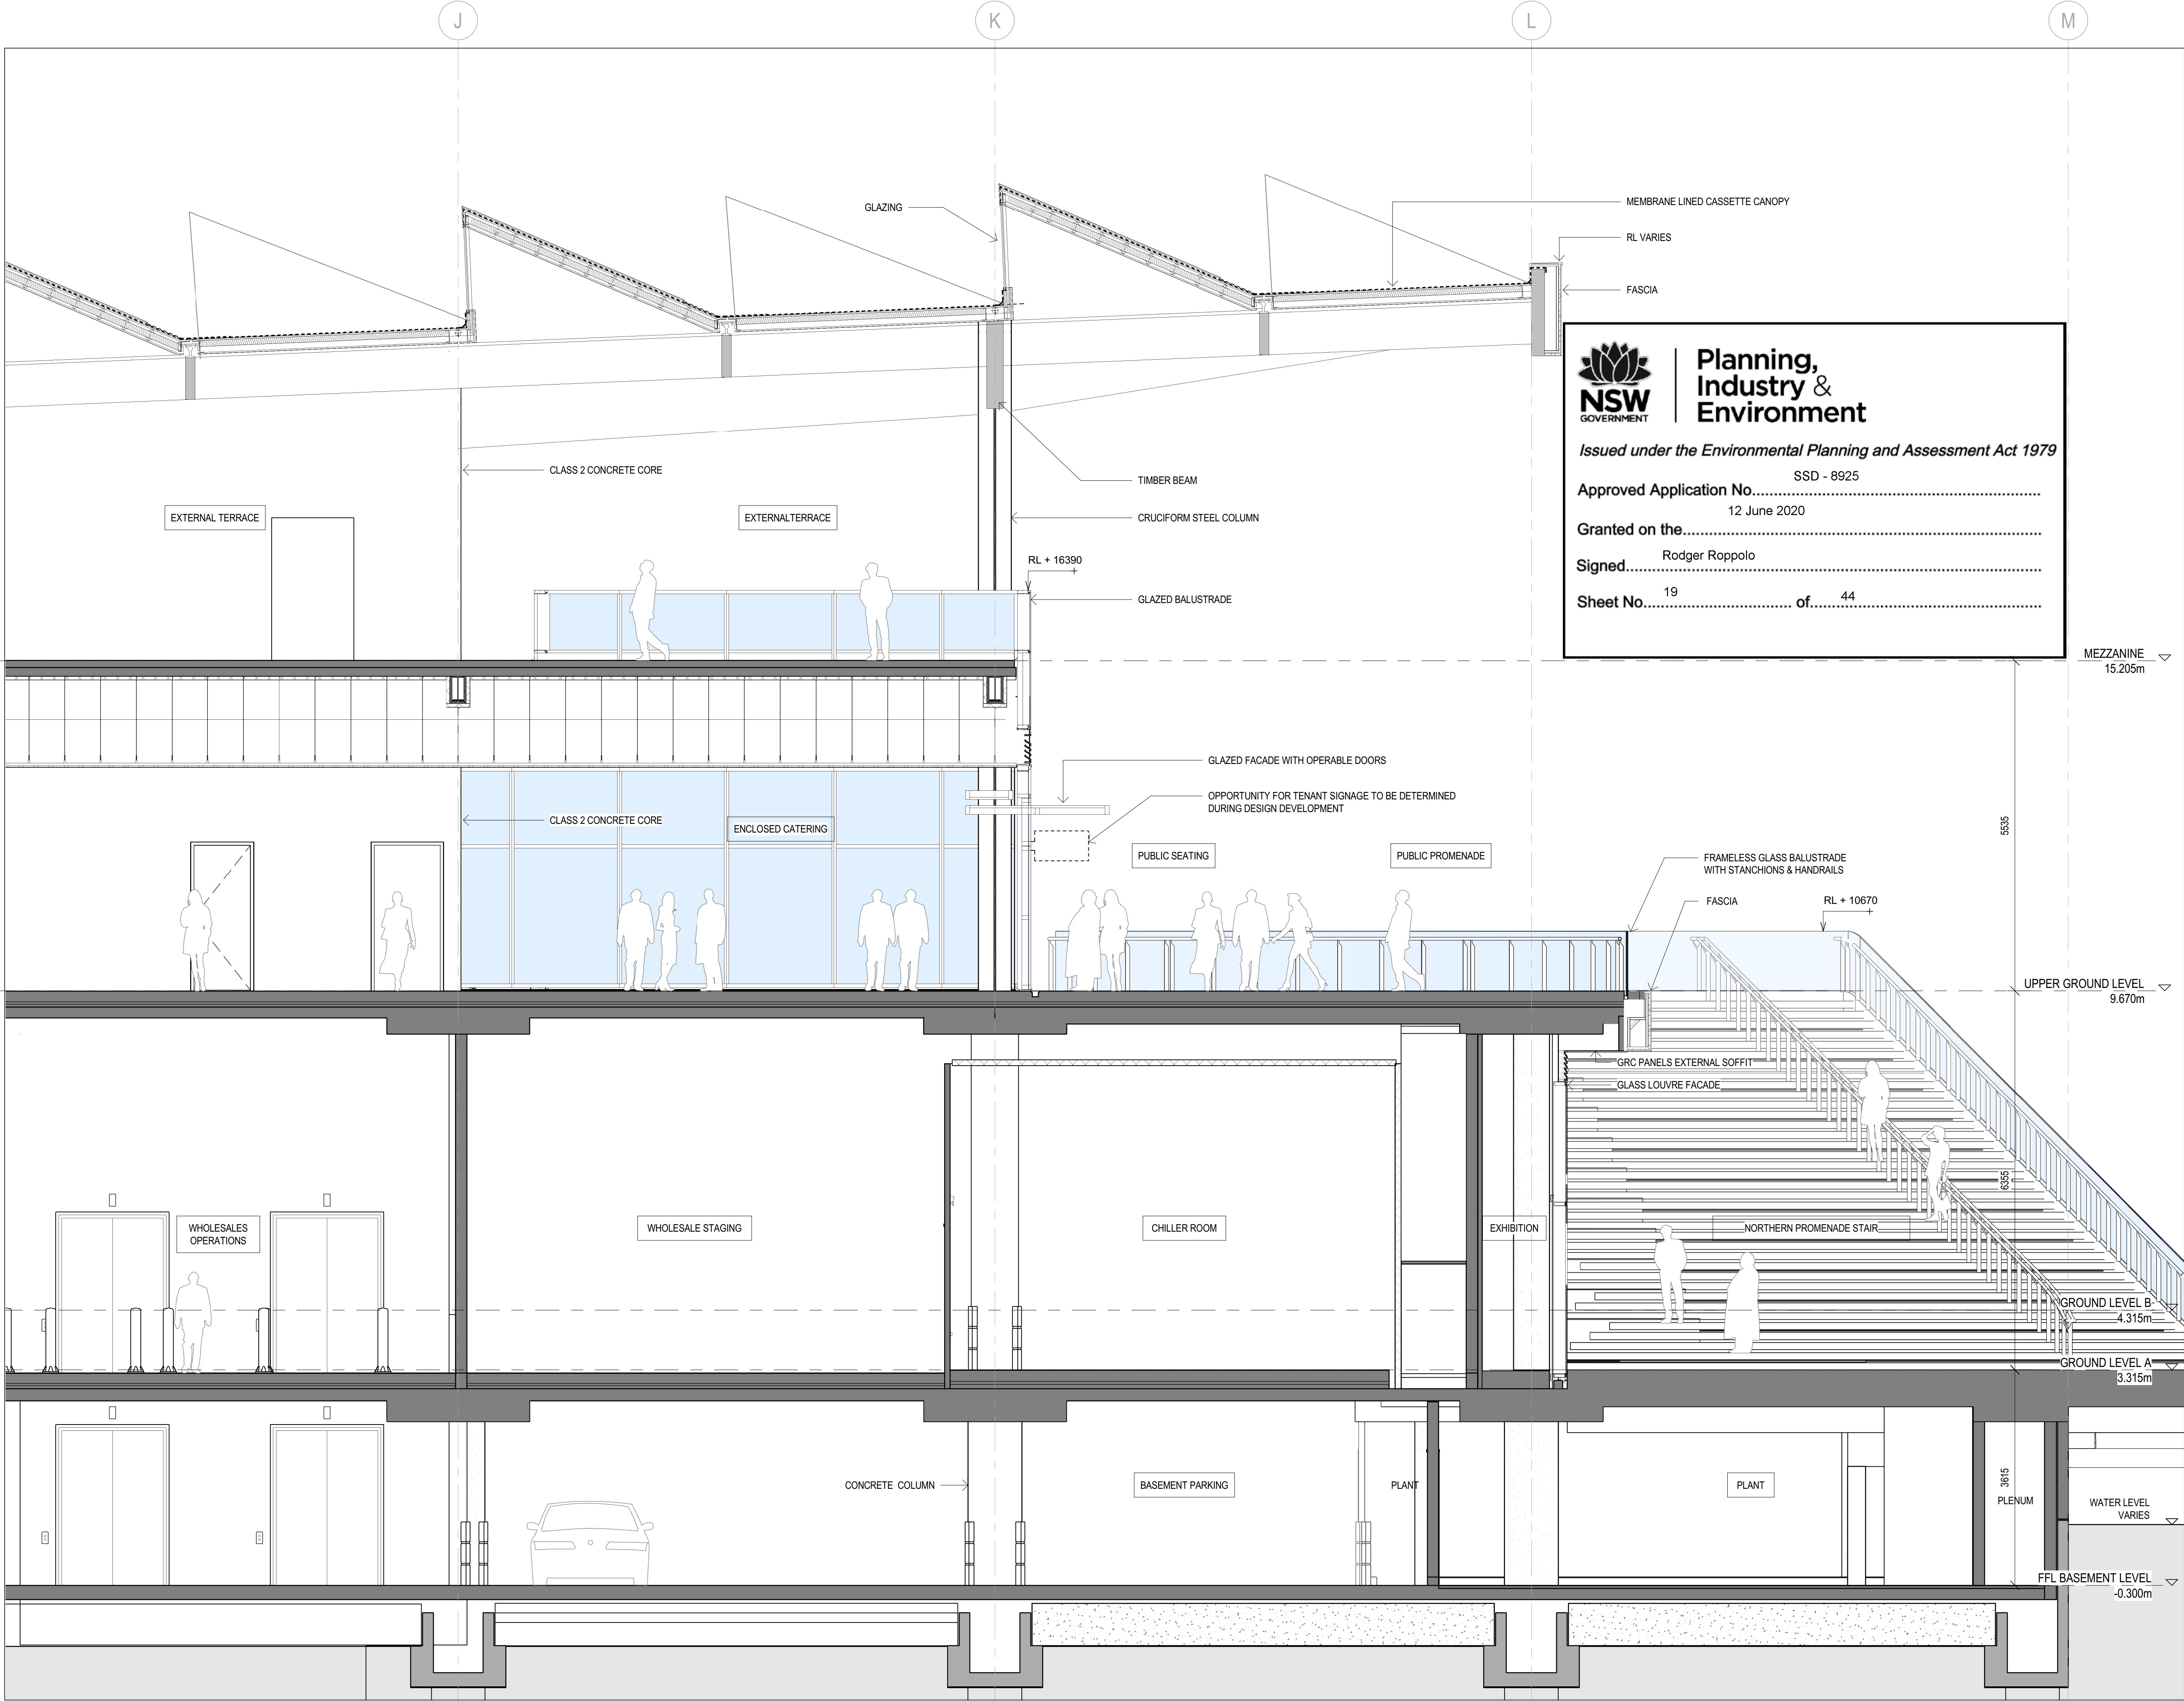 J
K
L
M
GLAZING
MEMBRANE LINED CASSETTE CANOPY
RL VARIES
FASCIA
NSW
GOVERNMENT
Planning,
Industry &
Environment
Issued under the Environmental Planning and Assessment Act 1979
Approved Application No. SSD - 8925
Granted on the 12 June 2020
Signed Rodger Roppolo
Sheet No. 19 of 44
CLASS 2 CONCRETE CORE
TIMBER BEAM
EXTERNAL TERRACE
EXTERNALTERRACE
CRUCIFORM STEEL COLUMN
RL + 16390
GLAZED BALUSTRADE
MEZZANINE
15.205m
GLAZED FACADE WITH OPERABLE DOORS
OPPORTUNITY FOR TENANT SIGNAGE TO BE DETERMINED
DURING DESIGN DEVELOPMENT
CLASS 2 CONCRETE CORE
ENCLOSED CATERING
5535
PUBLIC SEATING
PUBLIC PROMENADE
FRAMELESS GLASS BALUSTRADE
WITH STANCHIONS & HANDRAILS
FASCIA
RL + 10670
UPPER GROUND LEVEL
9.670m
GRC PANELS EXTERNAL SOFFIT
GLASS LOUVRE FACADE
6355
WHOLESALES
OPERATIONS
WHOLESALE STAGING
CHILLER ROOM
EXHIBITION
NORTHERN PROMENADE STAIR
GROUND LEVEL B
4.315m
GROUND LEVEL A
3.315m
CONCRETE COLUMN
BASEMENT PARKING
PLANT
PLANT
3615
PLENUM
WATER LEVEL
VARIES
FFL BASEMENT LEVEL
-0.300m